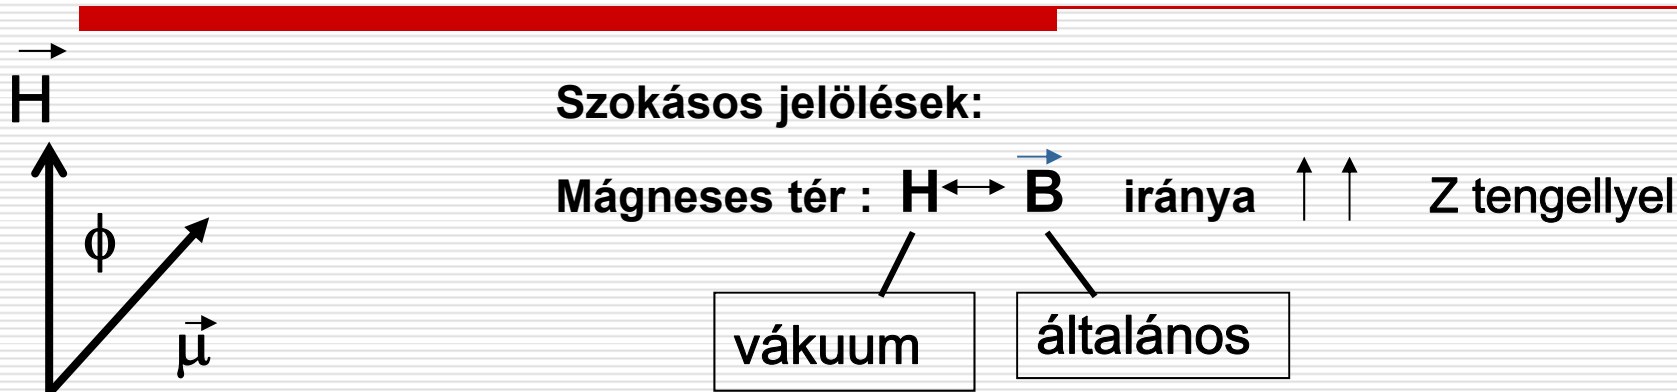 H
Szokásos jelölések:
Mágneses tér : H ↔ B iránya ↑ ↑ Z tengellyel
ϕ
μ
vákuum
általános